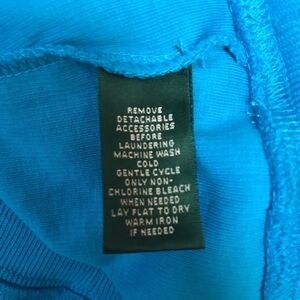 REMOVE
DETACHABLE
ACCESSORIES
BEFORE
LAUNDERING
MACHINE WASH
COLD
GENTLE CYCLE
ONLY NON-
CHLORINE BLEACH
WHEN NEEDED
LAY FLAT TO DRY
WARM IRON
IF NEEDED